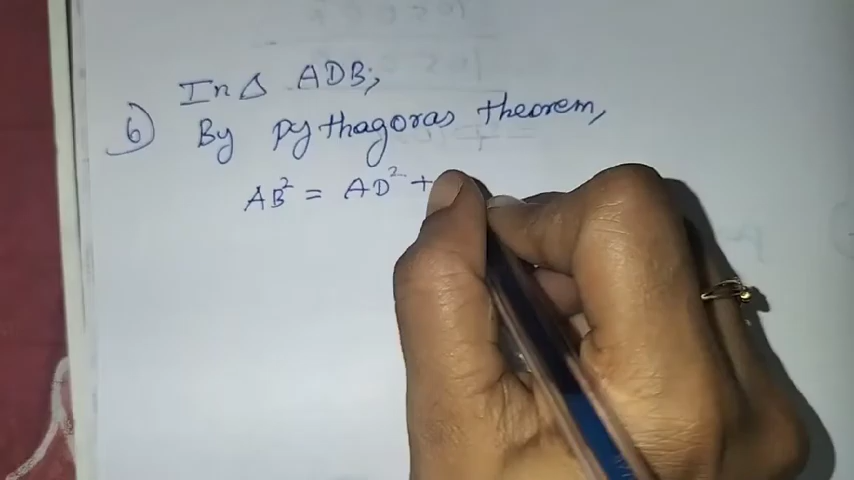 6) In Δ ADB;
By pythagoras theorem,
AB² = AD² +